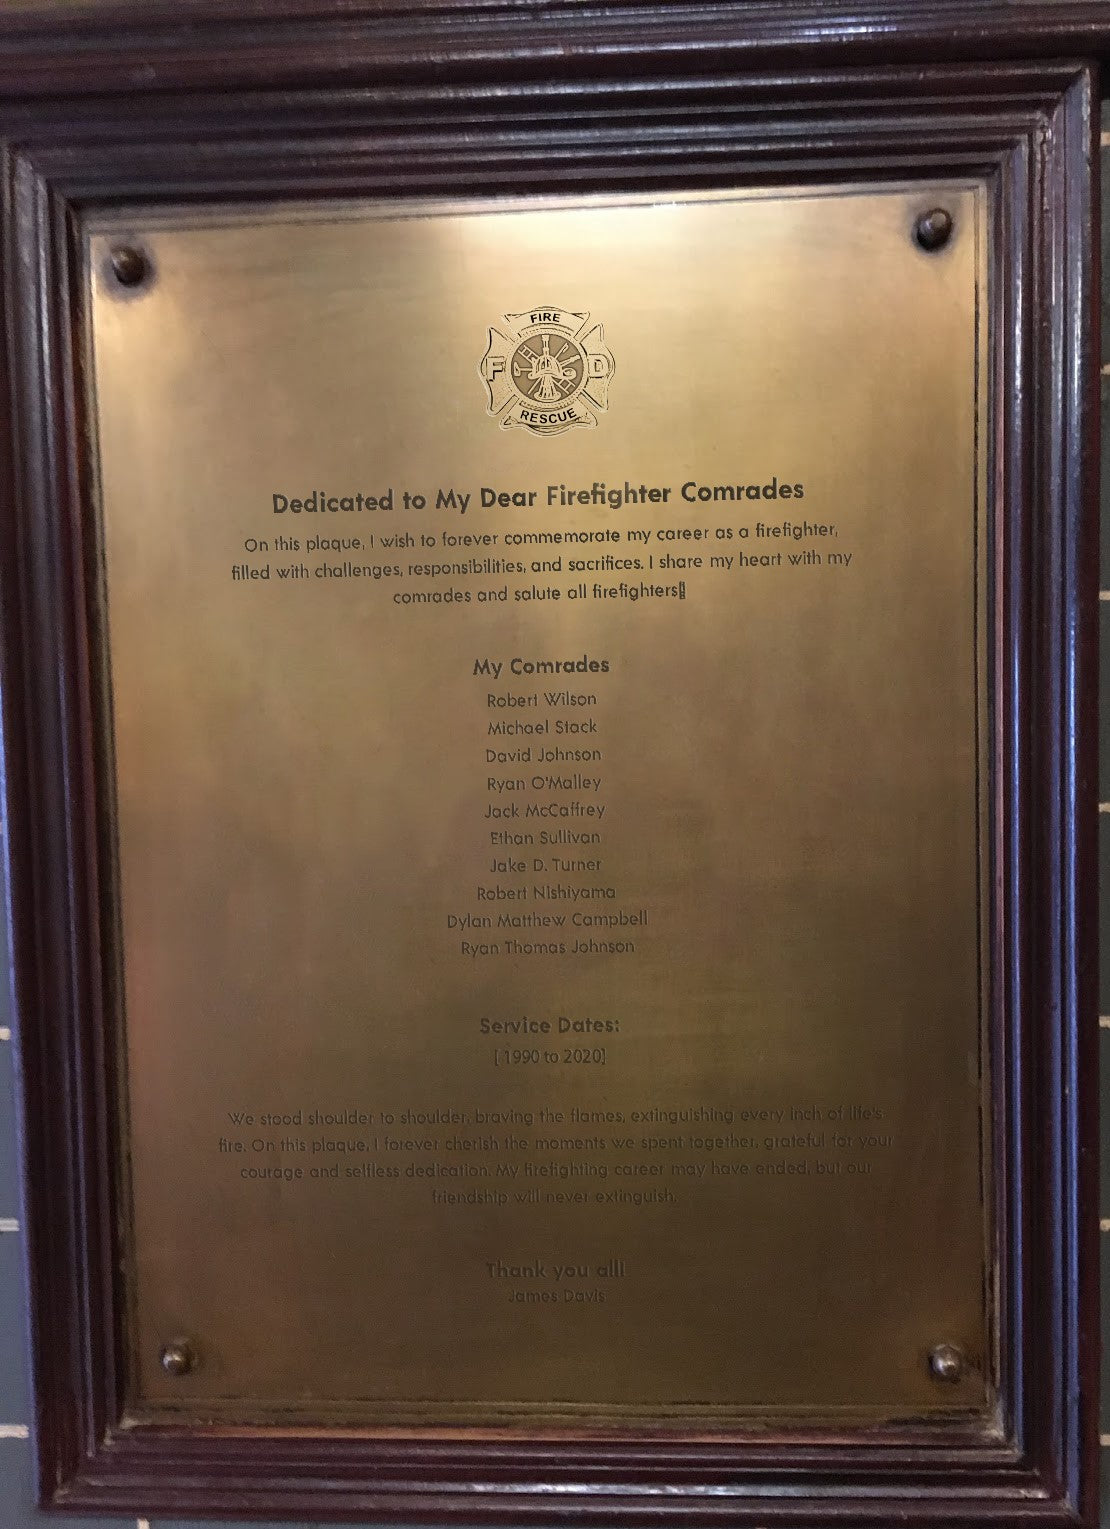 FIRE
F D
RESCUE
Dedicated to My Dear Firefighter Comrades
On this plaque, I wish to forever commemorate my career as a firefighter,
filled with challenges, responsibilities, and sacrifices. I share my heart with my
comrades and salute all firefighters
My Comrades
Robert Wilson
Michael Stack
David Johnson
Ryan O'Malley
Jack McCaffrey
Ethan Sullivan
Jake D. Turner
Robert NIshiyama
Dylan Matthew Campbell
Ryan Thomas Johnson
Service Dates:
[ 1990 to 2020]
We stood shoulder to shoulder, braving the flames, extinguishing every inch of life's
fire. On this plaque, I forever cherish the moments we spent together, grateful for your
courage and selfless dedication. My firefighting career may have ended, but our
friendship will never extinguish.
Thank you all!
James Davis